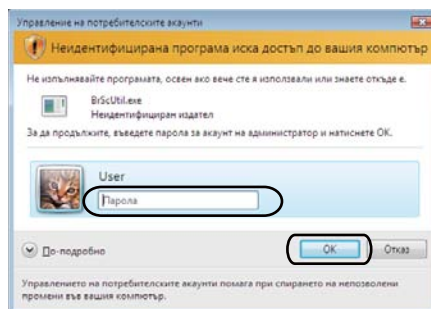 Управление на потребителските акаунти
Неидентифицирана програма иска достъп до вашия компютър
Не изпълнявайте програмата, освен ако вече сте я използвали или знаете откъде е.
BrScUtil.exe
Неидентифициран издател
За да продължите, въведете парола за акаунт на администратор и натиснете OK.
User
Парола
По-подробно
OK
Отказ
Управлението на потребителските акаунти помага при спирането на непозволени
промени във вашия компютър.